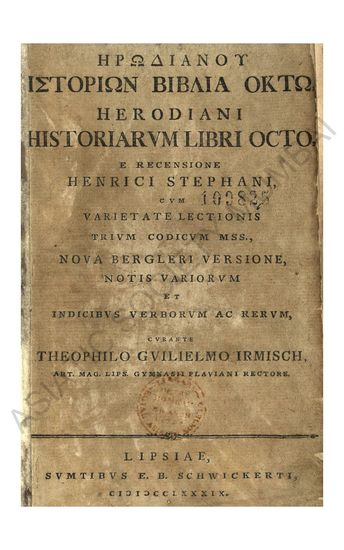 ΗΡΩΔΙΑΝΟΥ
ΙΣΤΟΡΙΩΝ ΒΙΒΛΙΑ ΟΚΤΩ.
HERODIANI
HISTORIARVM LIBRI OCTO.
E RECENSIONE
HENRICI STEPHANI,
CVM
VARIETATE LECTIONIS
TRIVM CODICVM MSS.,
NOVA BERGLERI VERSIONE,
NOTIS VARIORVM
ET
INDICIBVS VERBORVM AC RERVM,
CVRANTE
THEOPHILO GVILIELMO IRMISCH,
ART. MAG. LIPS. GYMNASII PLAVIANI RECTORE.
LIPSIAE,
SVMTIBVS E. B. SCHWICKERTI,
CIƆIƆCCLXXXIX.